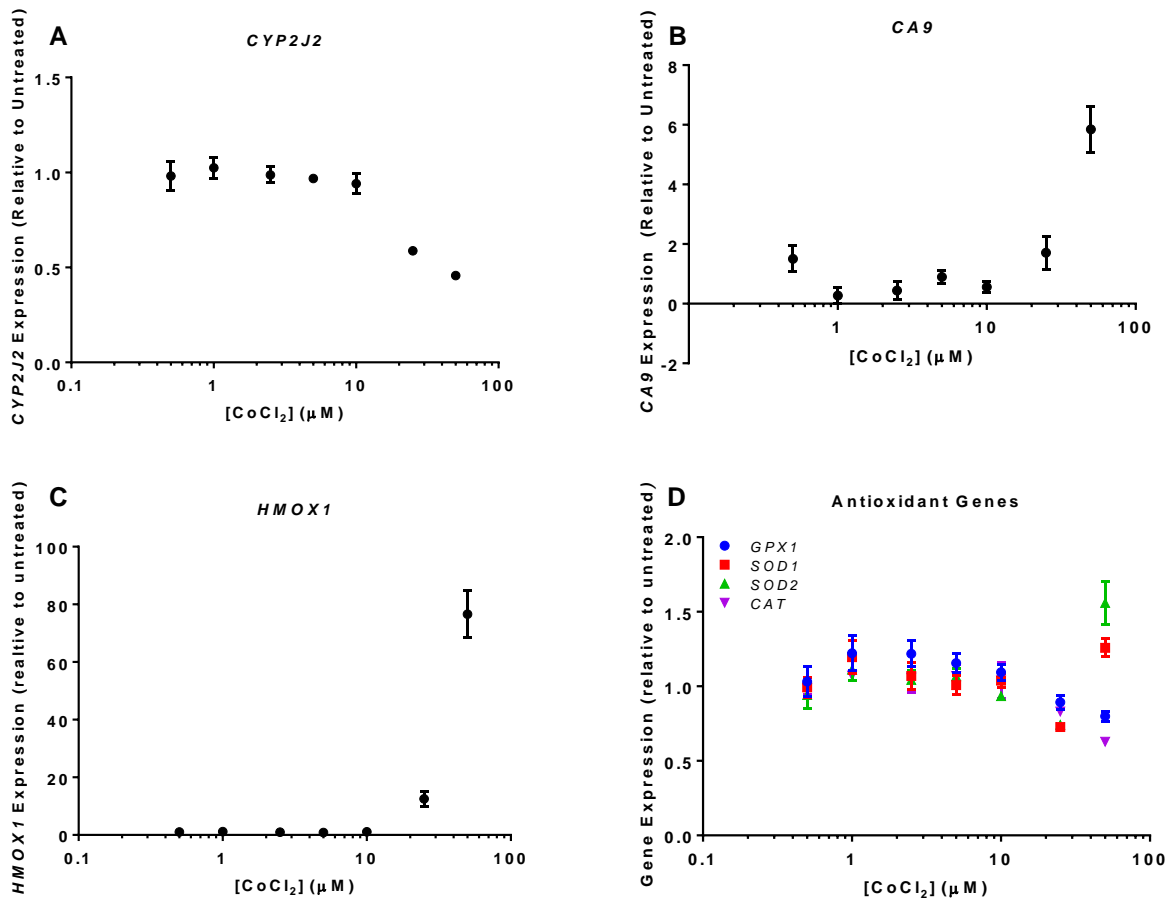 A
CYP2J2
CYP2J2 Expression (Relative to Untreated)
1.5
1.0
0.5
0.0
0.1
1
10
100
[CoCl₂] (μM)
B
CA9
CA9 Expression (Relative to Untreated)
8
6
4
2
0
-2
1
10
100
[CoCl₂] (μM)
C
HMOX1
HMOX1 Expression (realtive to untreated)
100
80
60
40
20
0
0.1
1
10
100
[CoCl₂] (μM)
D
Antioxidant Genes
Gene Expression (relative to untreated)
2.0
1.5
1.0
0.5
0.0
GPX1
SOD1
SOD2
CAT
0.1
1
10
100
[CoCl₂] (μM)